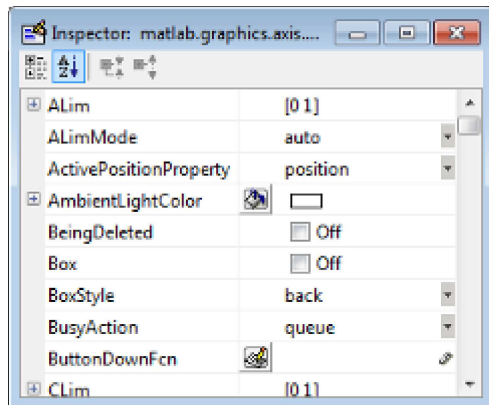 Inspector: matlab.graphics.axis....
ALim [0 1]
ALimMode auto
ActivePositionProperty position
AmbientLightColor
BeingDeleted Off
Box Off
BoxStyle back
BusyAction queue
ButtonDownFcn
CLim [0 1]